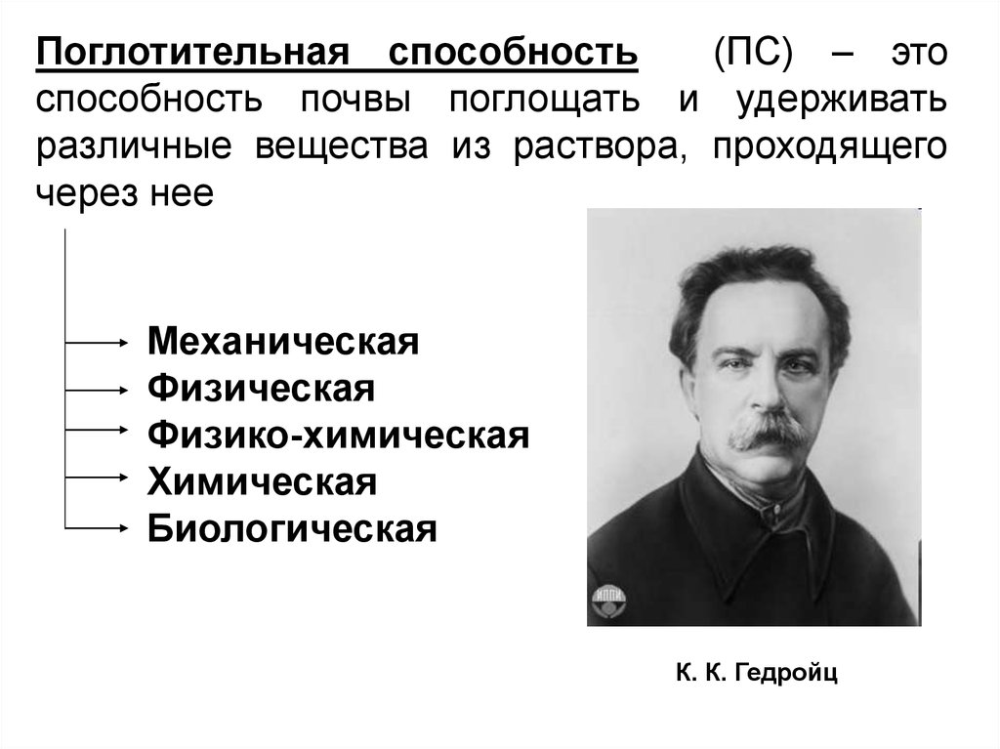 Поглотительная способность (ПС) – это
способность почвы поглощать и удерживать
различные вещества из раствора, проходящего
через нее
Механическая
Физическая
Физико-химическая
Химическая
Биологическая
ИППИ
К. К. Гедройц